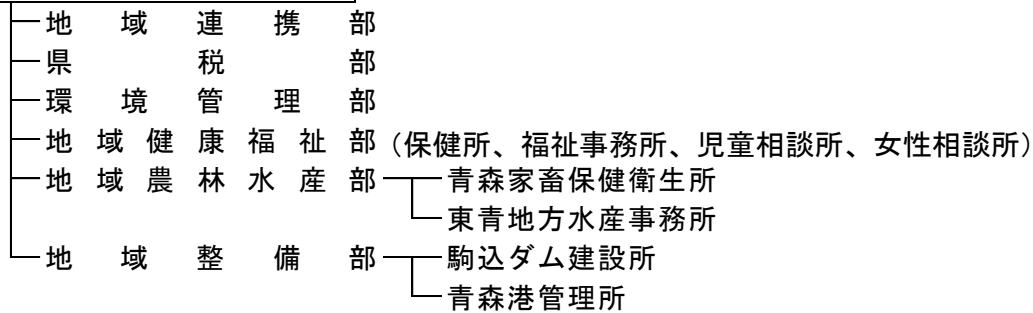 地域連携部
県税部
環境管理部
地域健康福祉部(保健所、福祉事務所、児童相談所、女性相談所)
地域農林水産部 青森家畜保健衛生所
東青地方水産事務所
地域整備部 駒込ダム建設所
青森港管理所